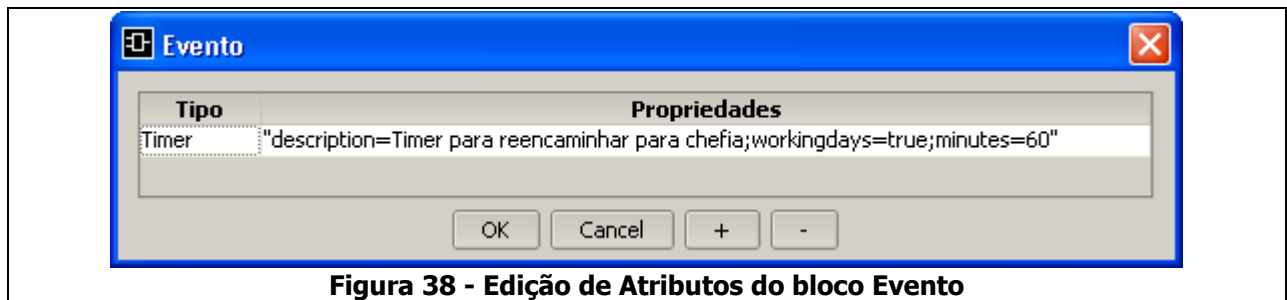 Evento
Tipo Propriedades
Timer "description=Timer para reencaminhar para chefia;workingdays=true;minutes=60"
OK Cancel + -
Figura 38 - Edição de Atributos do bloco Evento